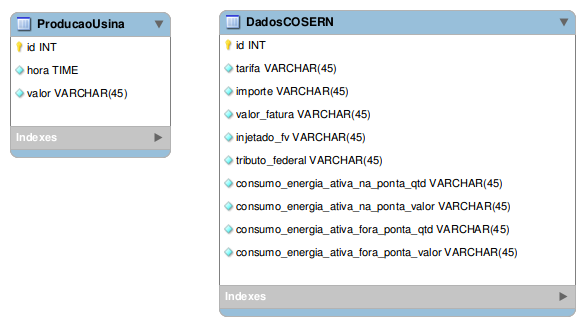 ProducaoUsina
id INT
hora TIME
valor VARCHAR(45)
Indexes
DadosCOSERN
id INT
tarifa VARCHAR(45)
importe VARCHAR(45)
valor_fatura VARCHAR(45)
injetado_fv VARCHAR(45)
tributo_federal VARCHAR(45)
consumo_energia_ativa_na_ponta_qtd VARCHAR(45)
consumo_energia_ativa_na_ponta_valor VARCHAR(45)
consumo_energia_ativa_fora_ponta_qtd VARCHAR(45)
consumo_energia_ativa_fora_ponta_valor VARCHAR(45)
Indexes